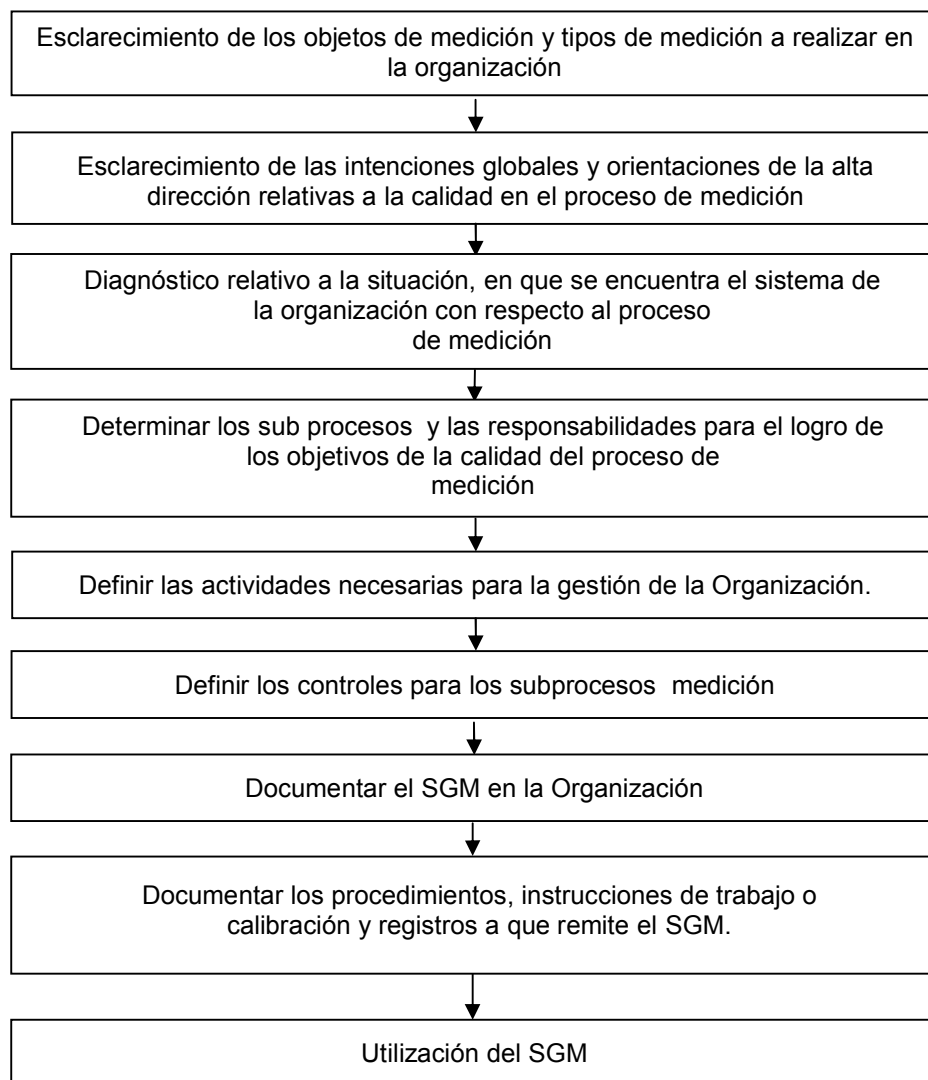 Esclarecimiento de los objetos de medición y tipos de medición a realizar en
la organización
Esclarecimiento de las intenciones globales y orientaciones de la alta
dirección relativas a la calidad en el proceso de medición
Diagnóstico relativo a la situación, en que se encuentra el sistema de
la organización con respecto al proceso
de medición
Determinar los sub procesos y las responsabilidades para el logro de
los objetivos de la calidad del proceso de
medición
Definir las actividades necesarias para la gestión de la Organización.
Definir los controles para los subprocesos medición
Documentar el SGM en la Organización
Documentar los procedimientos, instrucciones de trabajo o
calibración y registros a que remite el SGM.
Utilización del SGM